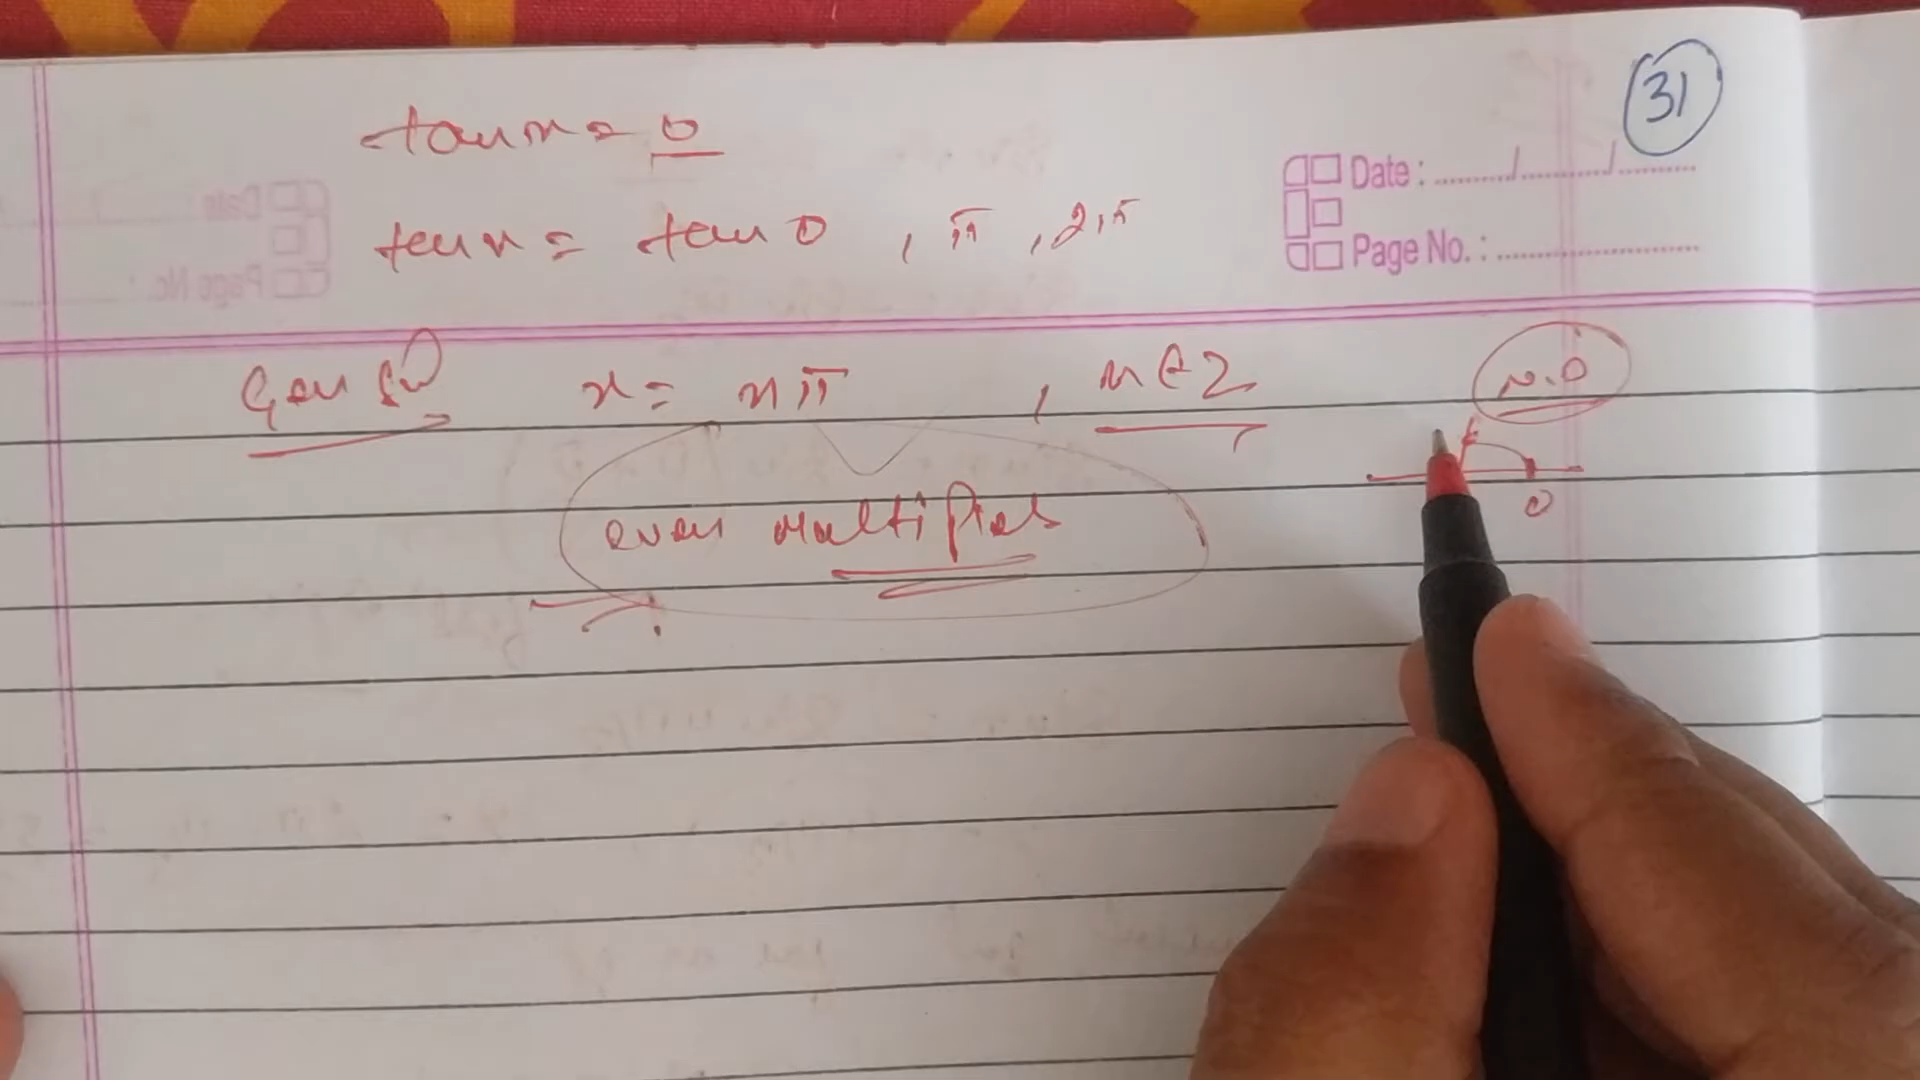 31
tan x = 0
Date : ......../......../........
tan x = tan 0 , π , 2π
Page No. : ........................
Gen Sol x = nπ , n ∈ Z N.D
even multiples
0